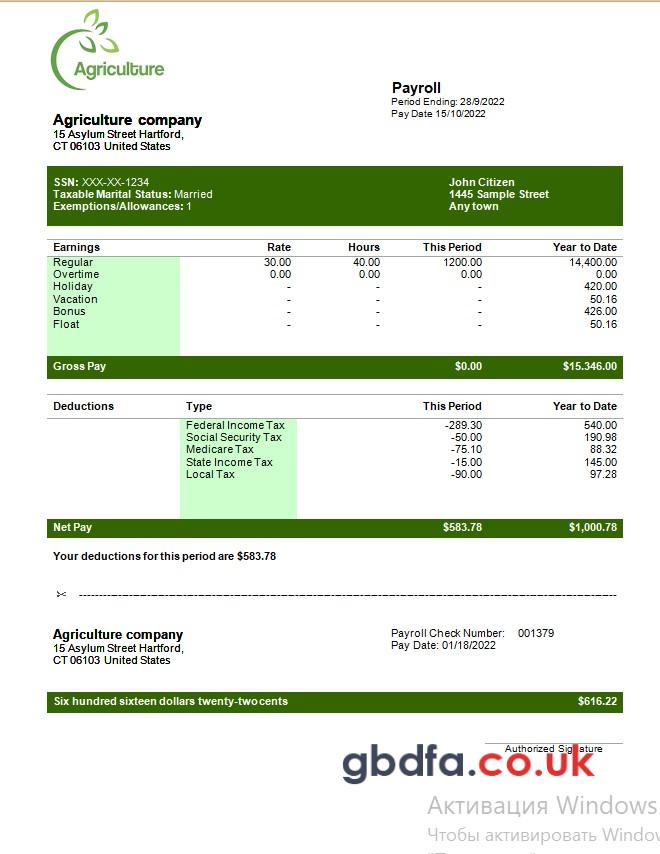 Agriculture
Payroll
Period Ending: 28/9/2022
Pay Date 15/10/2022
Agriculture company
15 Asylum Street Hartford,
CT 06103 United States
SSN: XXX-XX-1234
Taxable Marital Status: Married
Exemptions/Allowances: 1
John Citizen
1445 Sample Street
Any town
Earnings Rate Hours This Period Year to Date
Regular 30.00 40.00 1200.00 14,400.00
Overtime 0.00 0.00 0.00 0.00
Holiday - - - 420.00
Vacation - - - 50.16
Bonus - - - 426.00
Float - - - 50.16
Gross Pay $0.00 $15.346.00
Deductions Type This Period Year to Date
Federal Income Tax -289.30 540.00
Social Security Tax -50.00 190.98
Medicare Tax -75.10 88.32
State Income Tax -15.00 145.00
Local Tax -90.00 97.28
Net Pay $583.78 $1,000.78
Your deductions for this period are $583.78
Agriculture company
15 Asylum Street Hartford,
CT 06103 United States
Payroll Check Number: 001379
Pay Date: 01/18/2022
Six hundred sixteen dollars twenty-two cents $616.22
Authorized Signature
gbdfa.co.uk
Активация Windows
Чтобы активировать Windo